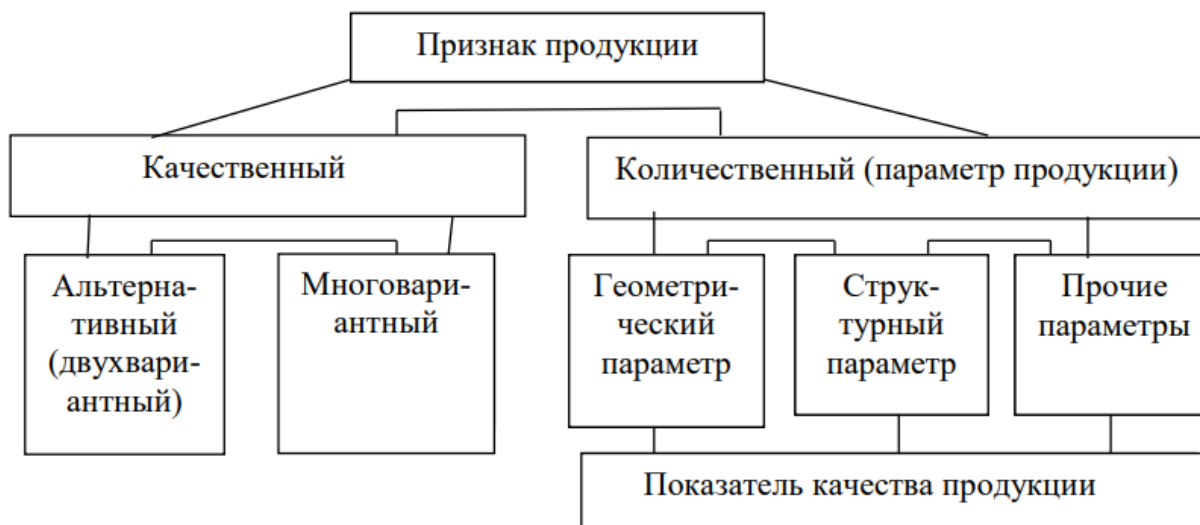 Признак продукции
Качественный
Количественный (параметр продукции)
Альтерна-
тивный
(двухвари-
антный)
Многовари-
антный
Геометри-
ческий
параметр
Струк-
турный
параметр
Прочие
параметры
Показатель качества продукции